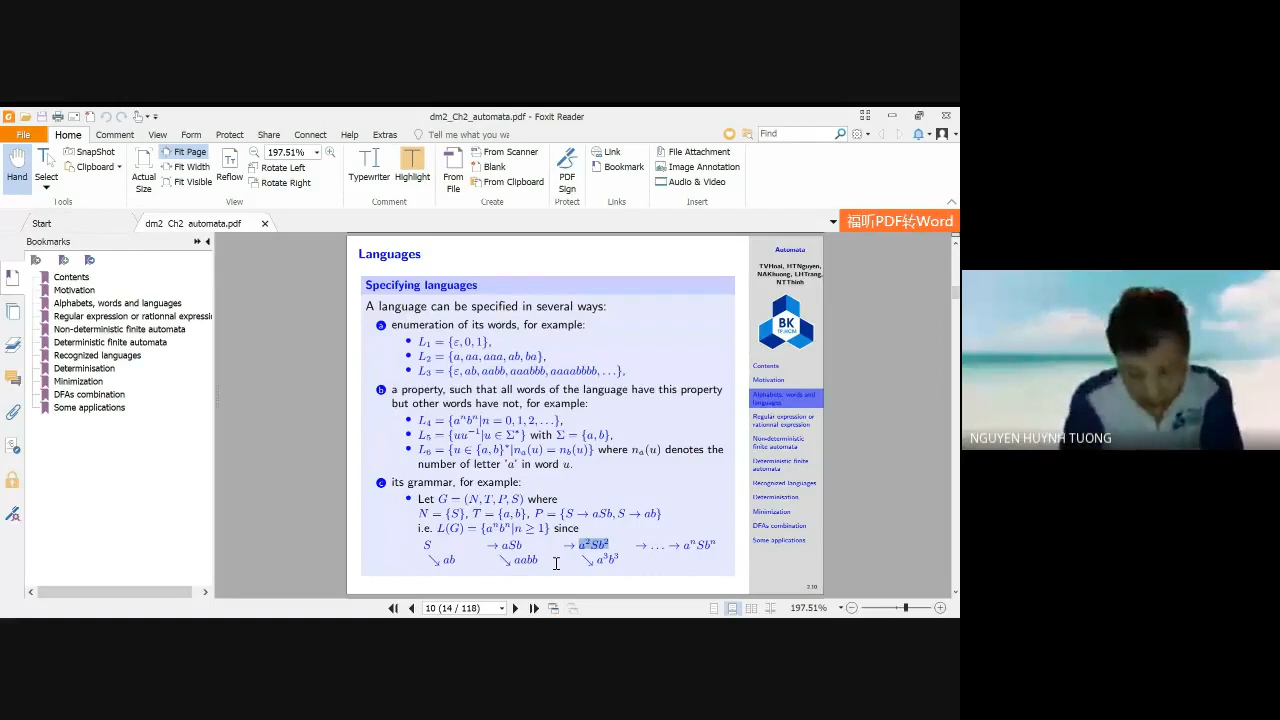 dm2_Ch2_automata.pdf - Foxit Reader
File Home Comment View Form Protect Share Connect Help Extras Tell me what you wa Find
Hand
Select
SnapShot
Clipboard
Tools
Actual Size
Fit Page
Fit Width
Fit Visible
Reflow
197.51%
Rotate Left
Rotate Right
View
Typewriter
Highlight
Comment
From File
From Scanner
Blank
From Clipboard
Create
PDF Sign
Protect
Link
Bookmark
Links
File Attachment
Image Annotation
Audio & Video
Insert
Start
dm2_Ch2_automata.pdf
福听PDF转Word
Bookmarks
Contents
Motivation
Alphabets, words and languages
Regular expression or rationnal expressi
Non-deterministic finite automata
Deterministic finite automata
Recognized languages
Determinisation
Minimization
DFAs combination
Some applications
Languages
Specifying languages
A language can be specified in several ways:
a enumeration of its words, for example:
• L₁ = {ε, 0, 1},
• L₂ = {a, aa, aaa, ab, ba},
• L₃ = {ε, ab, aabb, aaabbb, aaaabbbb, . . .},
b a property, such that all words of the language have this property
but other words have not, for example:
• L₄ = {aⁿbⁿ|n = 0, 1, 2, . . .},
• L₅ = {uu⁻¹|u ∈ Σ*} with Σ = {a, b},
• L₆ = {u ∈ {a, b}*|nₐ(u) = n_b(u)} where nₐ(u) denotes the
number of letter 'a' in word u.
c its grammar, for example:
• Let G = (N, T, P, S) where
N = {S}, T = {a, b}, P = {S → aSb, S → ab}
i.e. L(G) = {aⁿbⁿ|n ≥ 1} since
S → aSb → a²Sb² → . . . → aⁿSbⁿ
↘ ab ↘ aabb ↘ a³b³
Automata
TVHoai, HTNguyen,
NAKhuong, LHTrang,
NTThinh
BK
TP.HCM
Contents
Motivation
Alphabets, words and
languages
Regular expression or
rationnal expression
Non-deterministic
finite automata
Deterministic finite
automata
Recognized languages
Determinisation
Minimization
DFAs combination
Some applications
2.10
10 (14 / 118)
197.51%
NGUYEN HUYNH TUONG